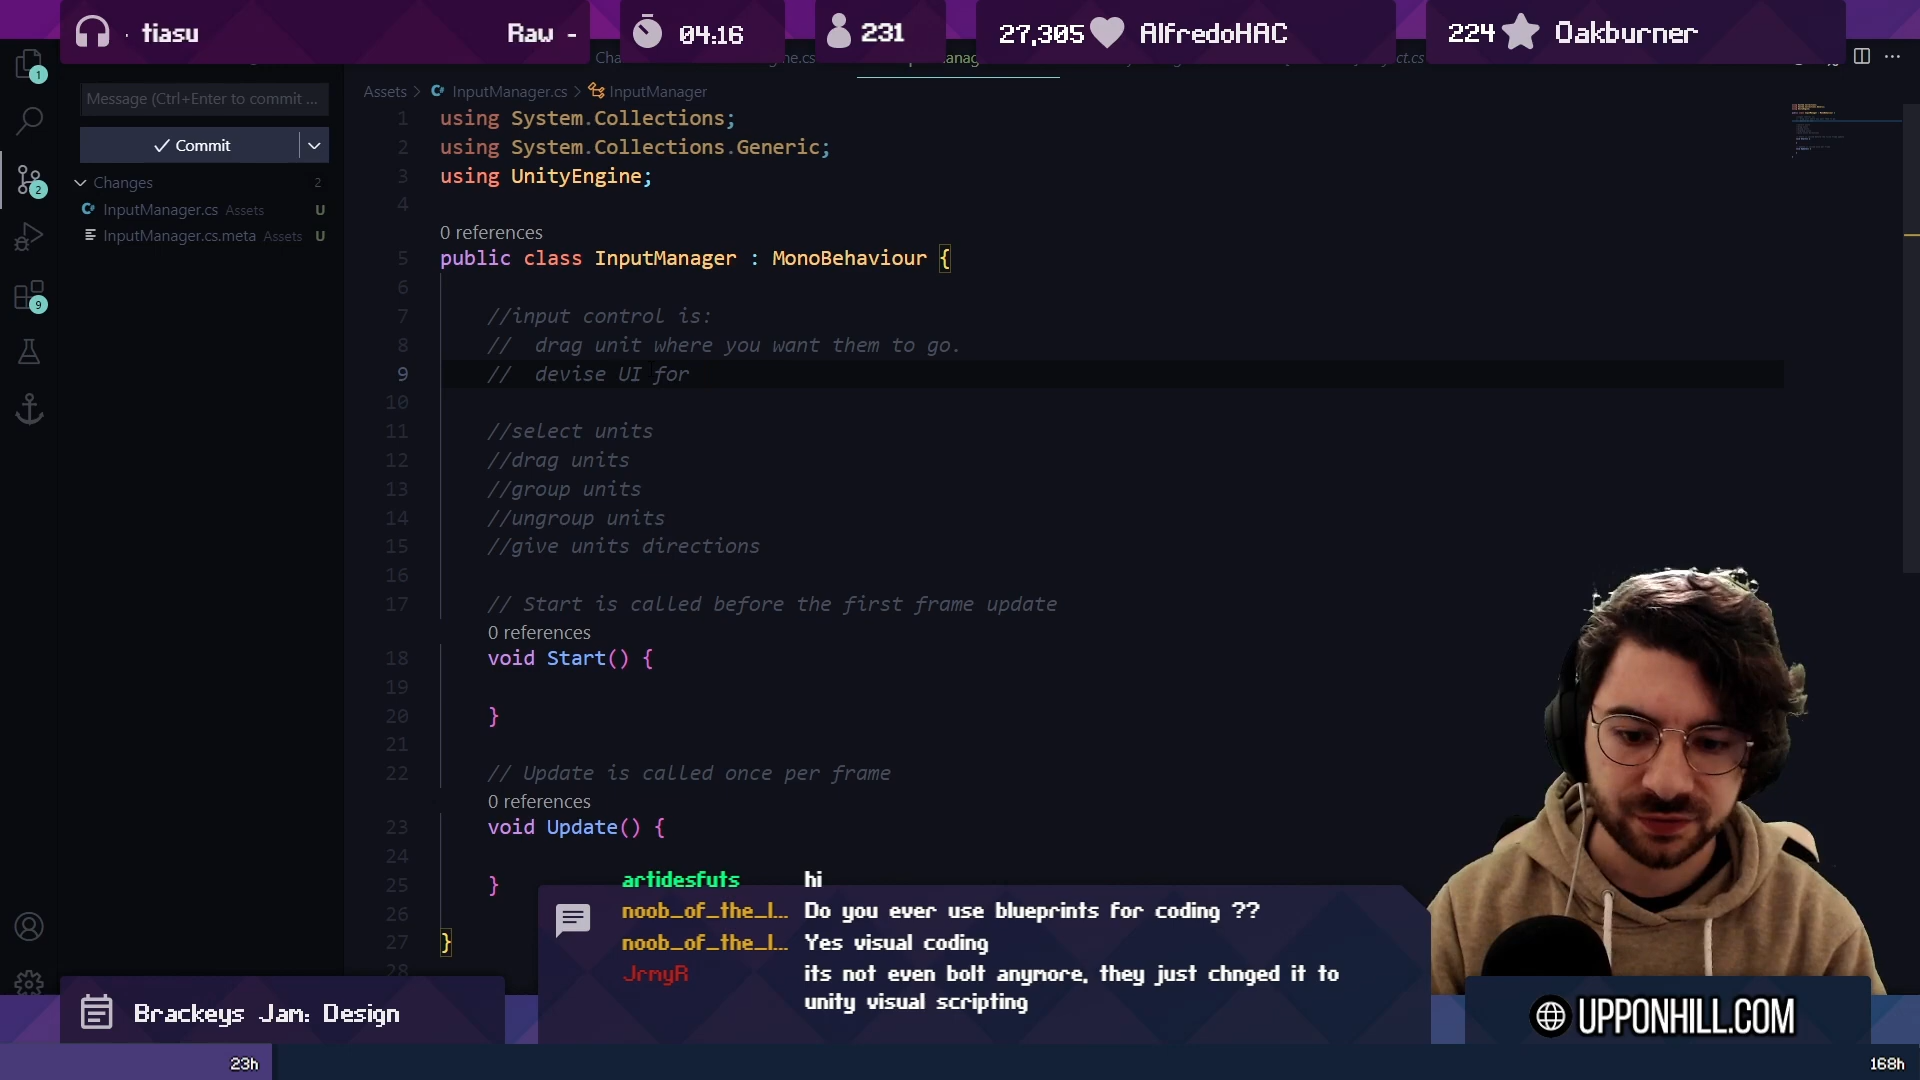 tiasu
Raw -
04:16
231
27,305 AlfredoHAC
224 Oakburner
Message (Ctrl+Enter to commit ...
Commit
Changes 2
InputManager.cs Assets U
InputManager.cs.meta Assets U
1
2
9
Assets > InputManager.cs > InputManager
1 using System.Collections;
2 using System.Collections.Generic;
3 using UnityEngine;
4
0 references
5 public class InputManager : MonoBehaviour {
6
7 //input control is:
8 // drag unit where you want them to go.
9 // devise UI for
10
11 //select units
12 //drag units
13 //group units
14 //ungroup units
15 //give units directions
16
17 // Start is called before the first frame update
0 references
18 void Start() {
19
20 }
21
22 // Update is called once per frame
0 references
23 void Update() {
24
25 }
26
27 }
28
artidesfuts hi
noob_of_the_l... Do you ever use blueprints for coding ??
noob_of_the_l... Yes visual coding
JrmyR its not even bolt anymore, they just chnged it to
unity visual scripting
Brackeys Jam: Design
UPPONHILL.COM
23h
168h